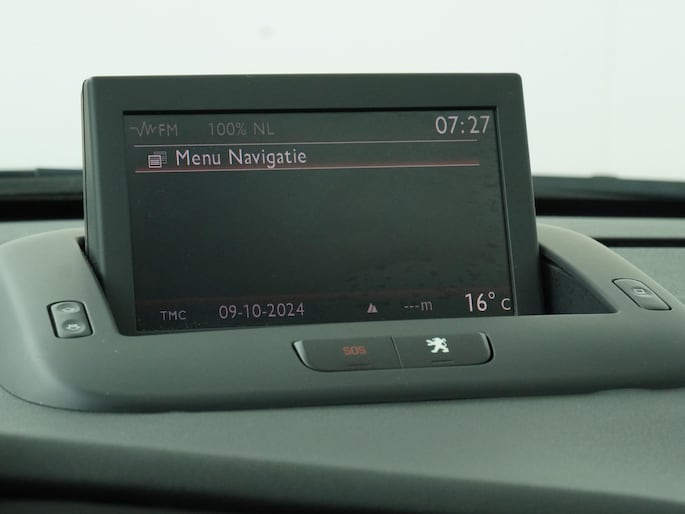 FM 100% NL 07:27
Menu Navigatie
TMC 09-10-2024 ---m 16° C
SOS